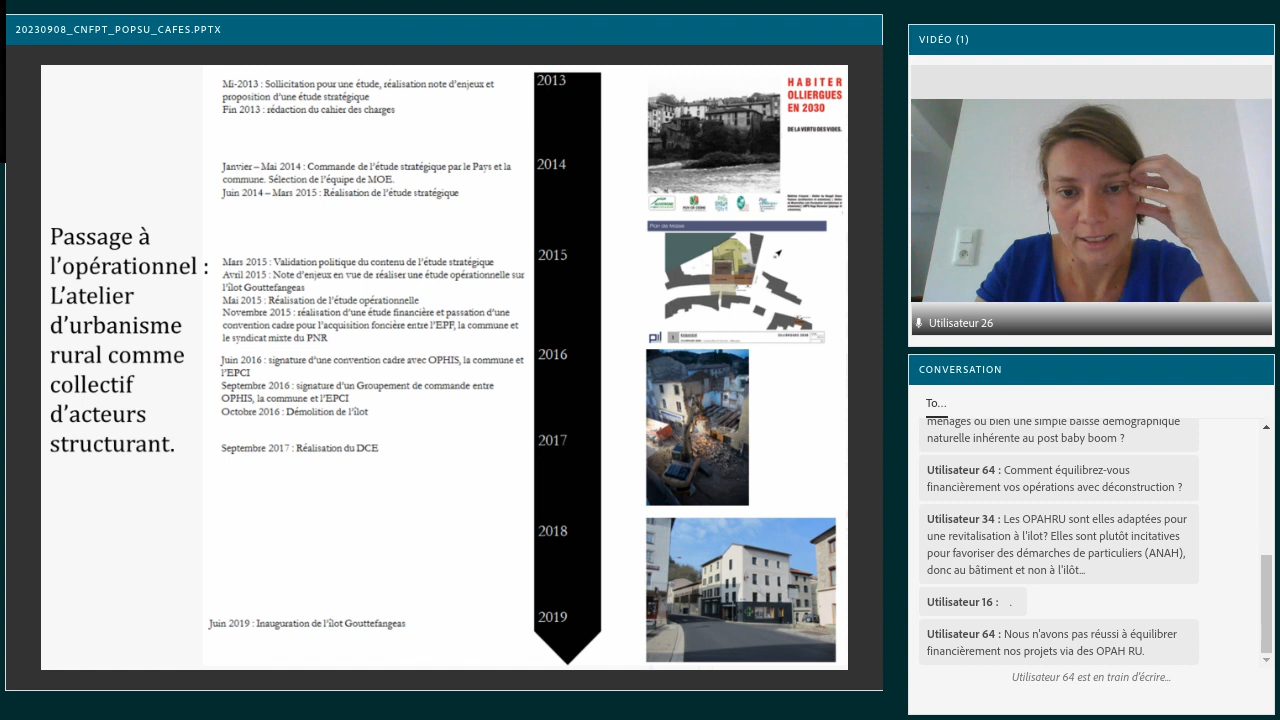 20230908_CNFPT_POPSU_CAFES.PPTX
Passage à
l'opérationnel :
L'atelier
d'urbanisme
rural comme
collectif
d'acteurs
structurant.
Mi-2013 : Sollicitation pour une étude, réalisation note d'enjeux et
proposition d'une étude stratégique
Fin 2013 : rédaction du cahier des charges
Janvier – Mai 2014 : Commande de l'étude stratégique par le Pays et la
commune. Sélection de l'équipe de MOE.
Juin 2014 – Mars 2015 : Réalisation de l'étude stratégique
Mars 2015 : Validation politique du contenu de l'étude stratégique
Avril 2015 : Note d'enjeux en vue de réaliser une étude opérationnelle sur
l'îlot Gouttefangeas
Mai 2015 : Réalisation de l'étude opérationnelle
Novembre 2015 : réalisation d'une étude financière et passation d'une
convention cadre pour l'acquisition foncière entre l'EPF, la commune et
le syndicat mixte du PNR
Juin 2016 : signature d'une convention cadre avec OPHIS, la commune et
l'EPCI
Septembre 2016 : signature d'un Groupement de commande entre
OPHIS, la commune et l'EPCI
Octobre 2016 : Démolition de l'îlot
Septembre 2017 : Réalisation du DCE
Juin 2019 : Inauguration de l'îlot Gouttefangeas
2013
2014
2015
2016
2017
2018
2019
HABITER
OLLIERGUES
EN 2030
DE LA VERTU DES VIDES.
Plan de Masse
pil
VIDÉO (1)
Utilisateur 26
CONVERSATION
To...
ménages ou bien une simple baisse démographique
naturelle inhérente au post baby boom ?
Utilisateur 64 : Comment équilibrez-vous
financièrement vos opérations avec déconstruction ?
Utilisateur 34 : Les OPAHRU sont elles adaptées pour
une revitalisation à l'ilot? Elles sont plutôt incitatives
pour favoriser des démarches de particuliers (ANAH),
donc au bâtiment et non à l'ilôt...
Utilisateur 16 : .
Utilisateur 64 : Nous n'avons pas réussi à équilibrer
financièrement nos projets via des OPAH RU.
Utilisateur 64 est en train d'écrire...